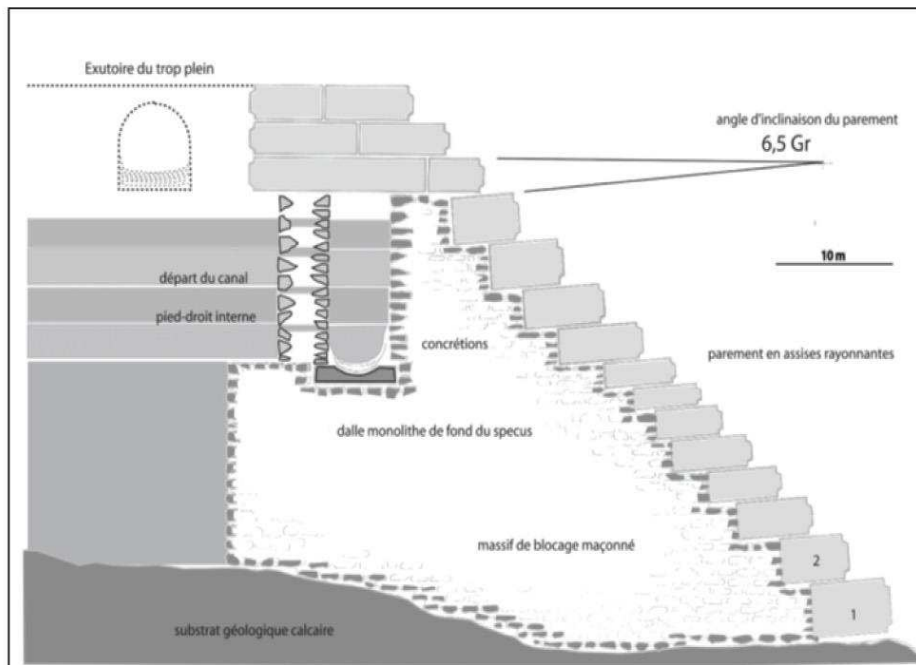 Exutoire du trop plein
angle d'inclinaison du parement
6,5 Gr
10 m
départ du canal
pied-droit interne
concrétions
parement en assises rayonnantes
dalle monolithe de fond du specus
massif de blocage maçonné
2
1
substrat géologique calcaire